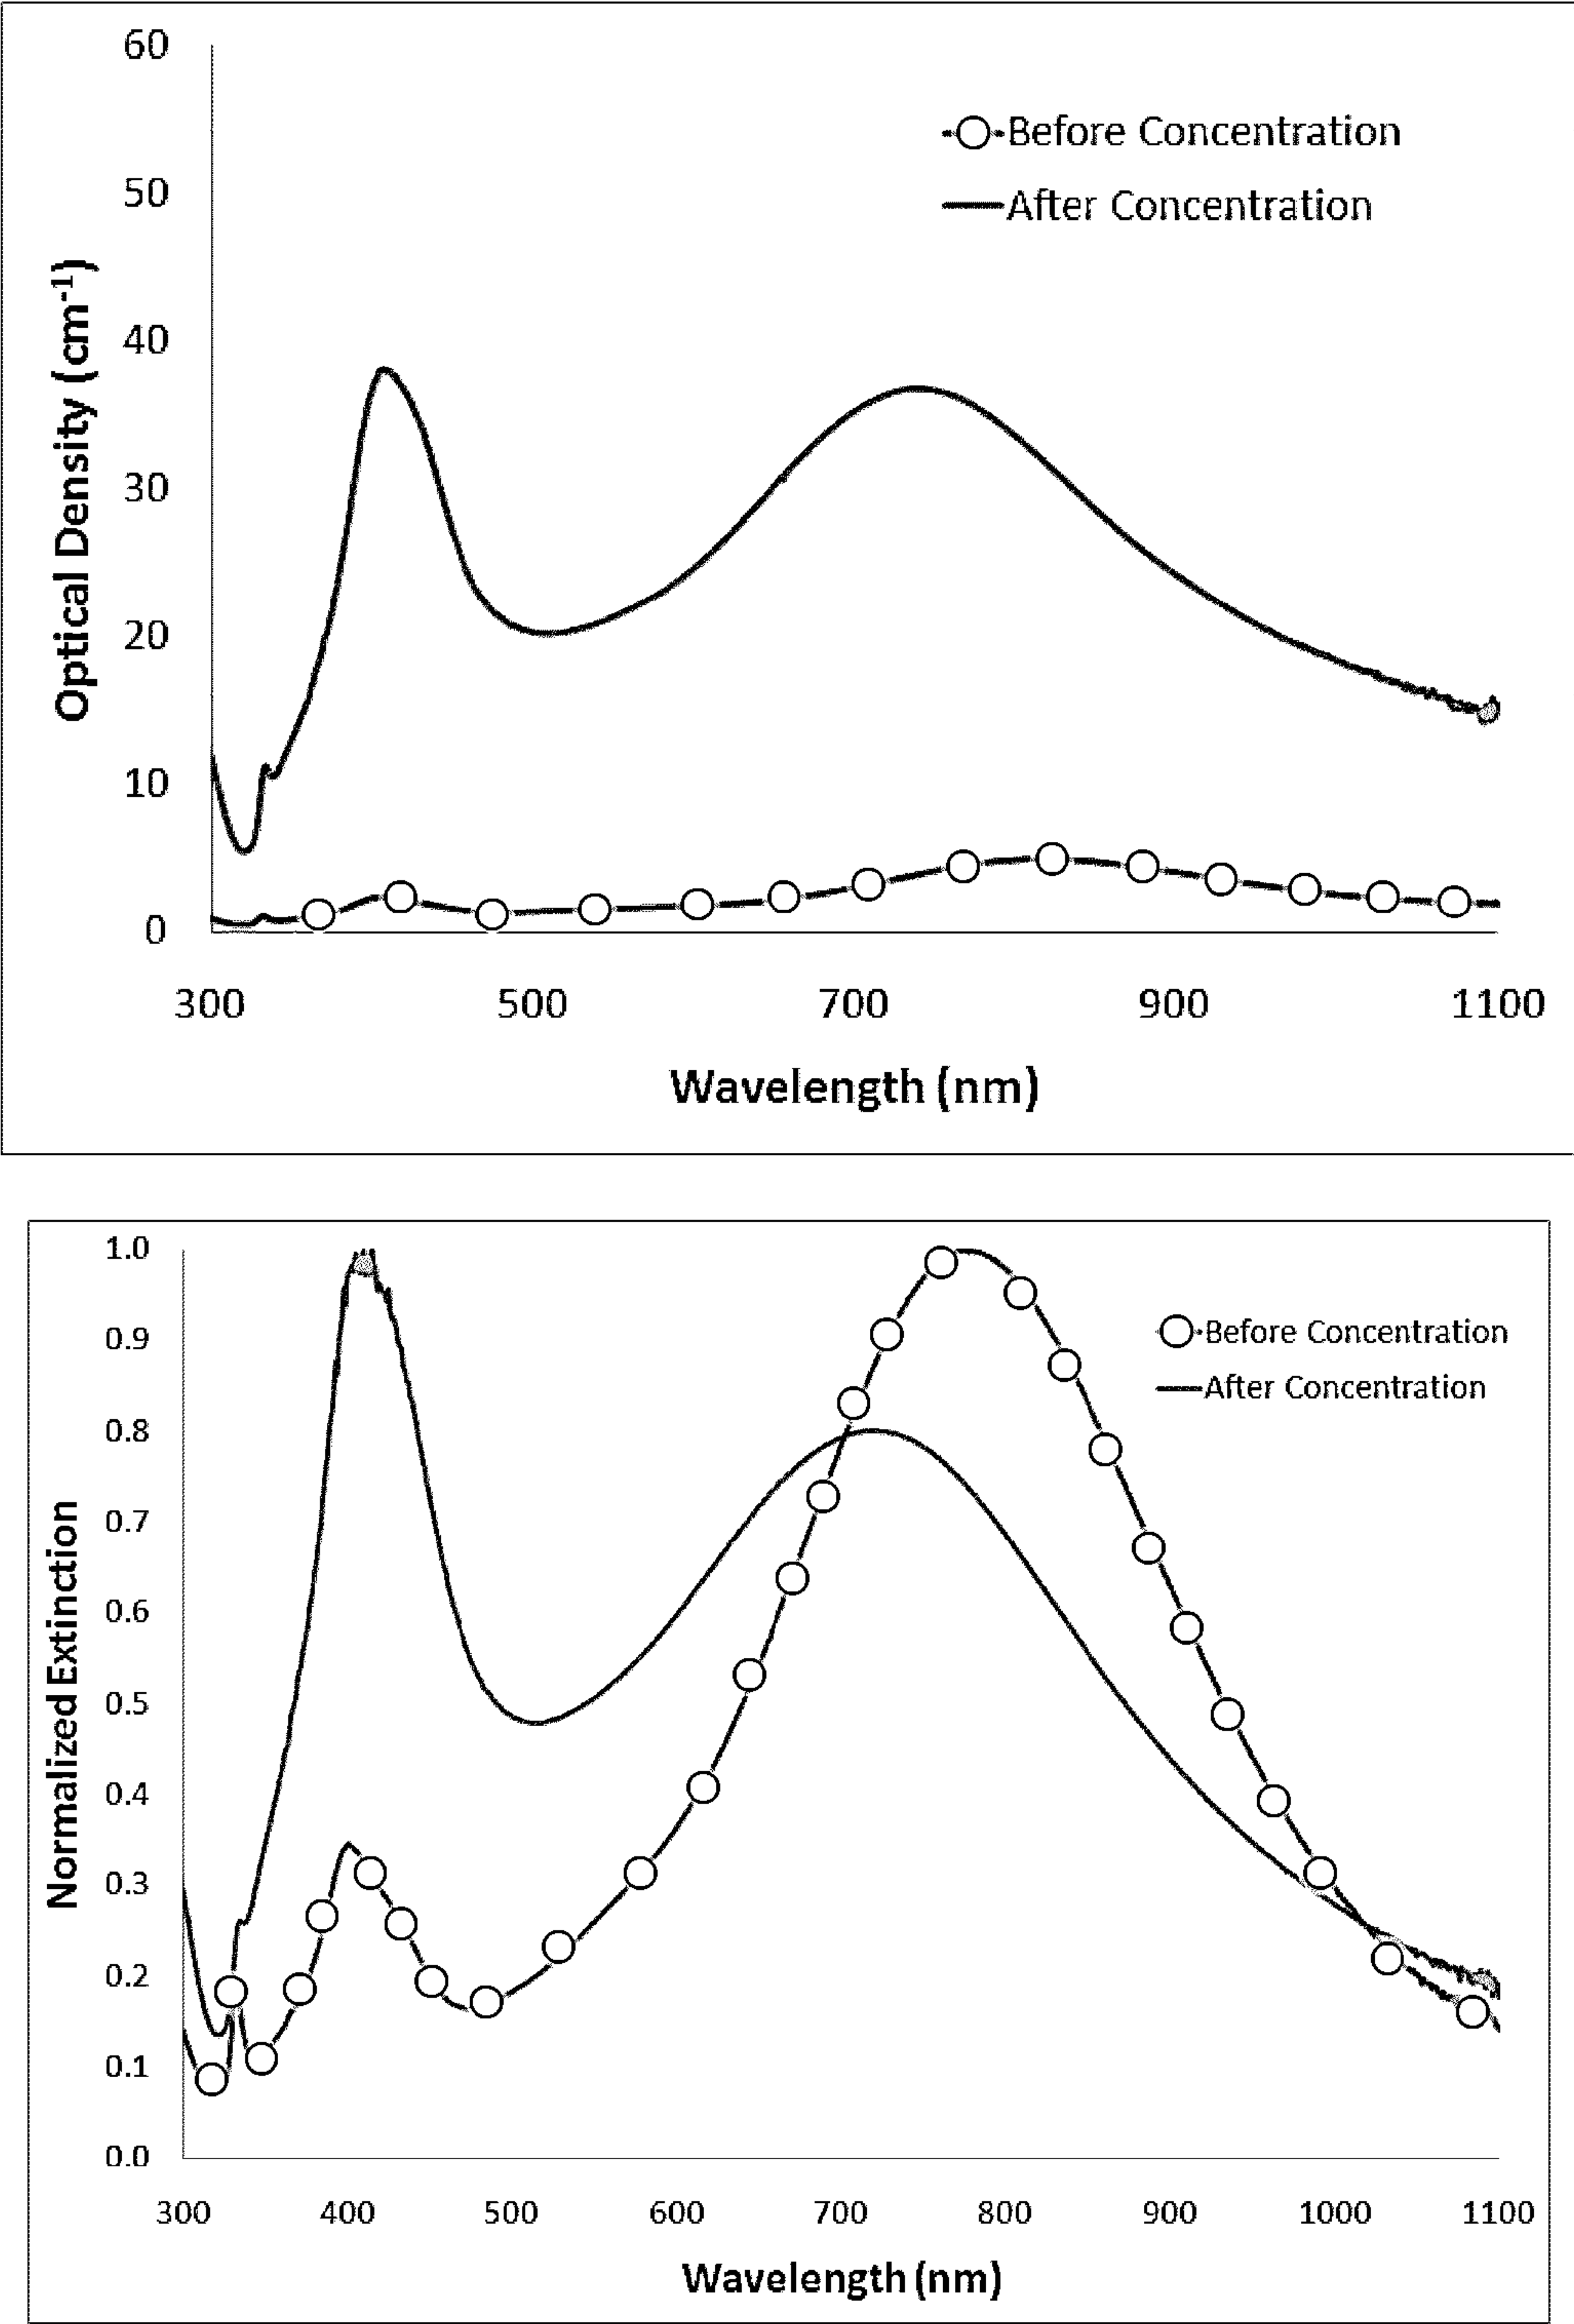 60
Before Concentration
50
After Concentration
40
30
20
10
0
Optical Density (cm⁻¹)
300 500 700 900 1100
Wavelength (nm)
1.0
0.9
Before Concentration
After Concentration
0.8
0.7
0.6
0.5
0.4
0.3
0.2
0.1
0.0
Normalized Extinction
300 400 500 600 700 800 900 1000 1100
Wavelength (nm)